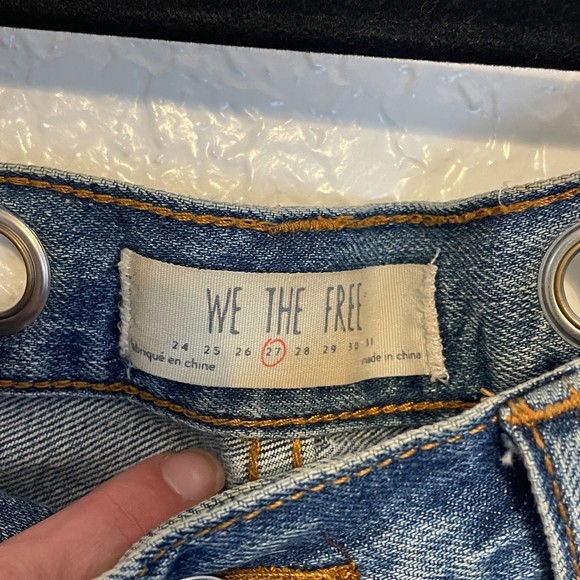 WE THE FREE
24 25 26 27 28 29 30 31
fabriqué en chine made in china